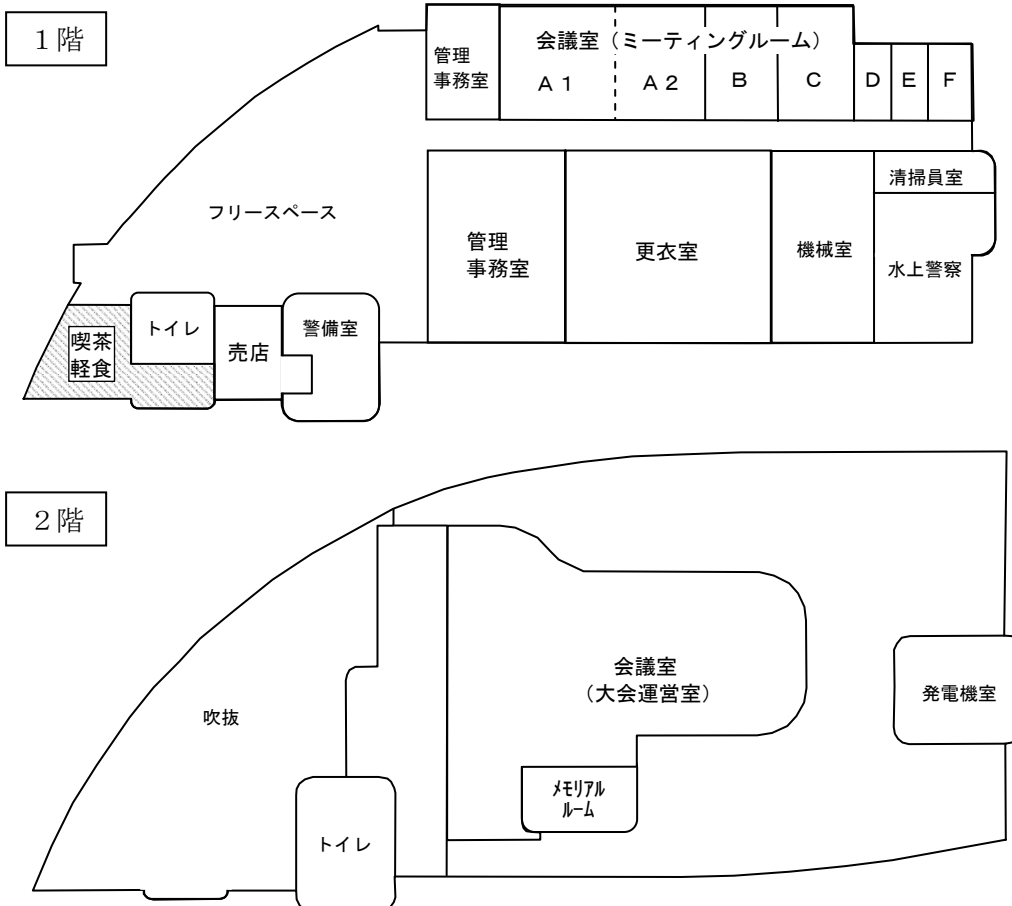 １階
管理
事務室
会議室（ミーティングルーム）
Ａ１
Ａ２
Ｂ
Ｃ
Ｄ
Ｅ
Ｆ
フリースペース
管理
事務室
更衣室
機械室
清掃員室
水上警察
喫茶
軽食
トイレ
売店
警備室
２階
吹抜
会議室
（大会運営室）
発電機室
メモリアル
ルーム
トイレ